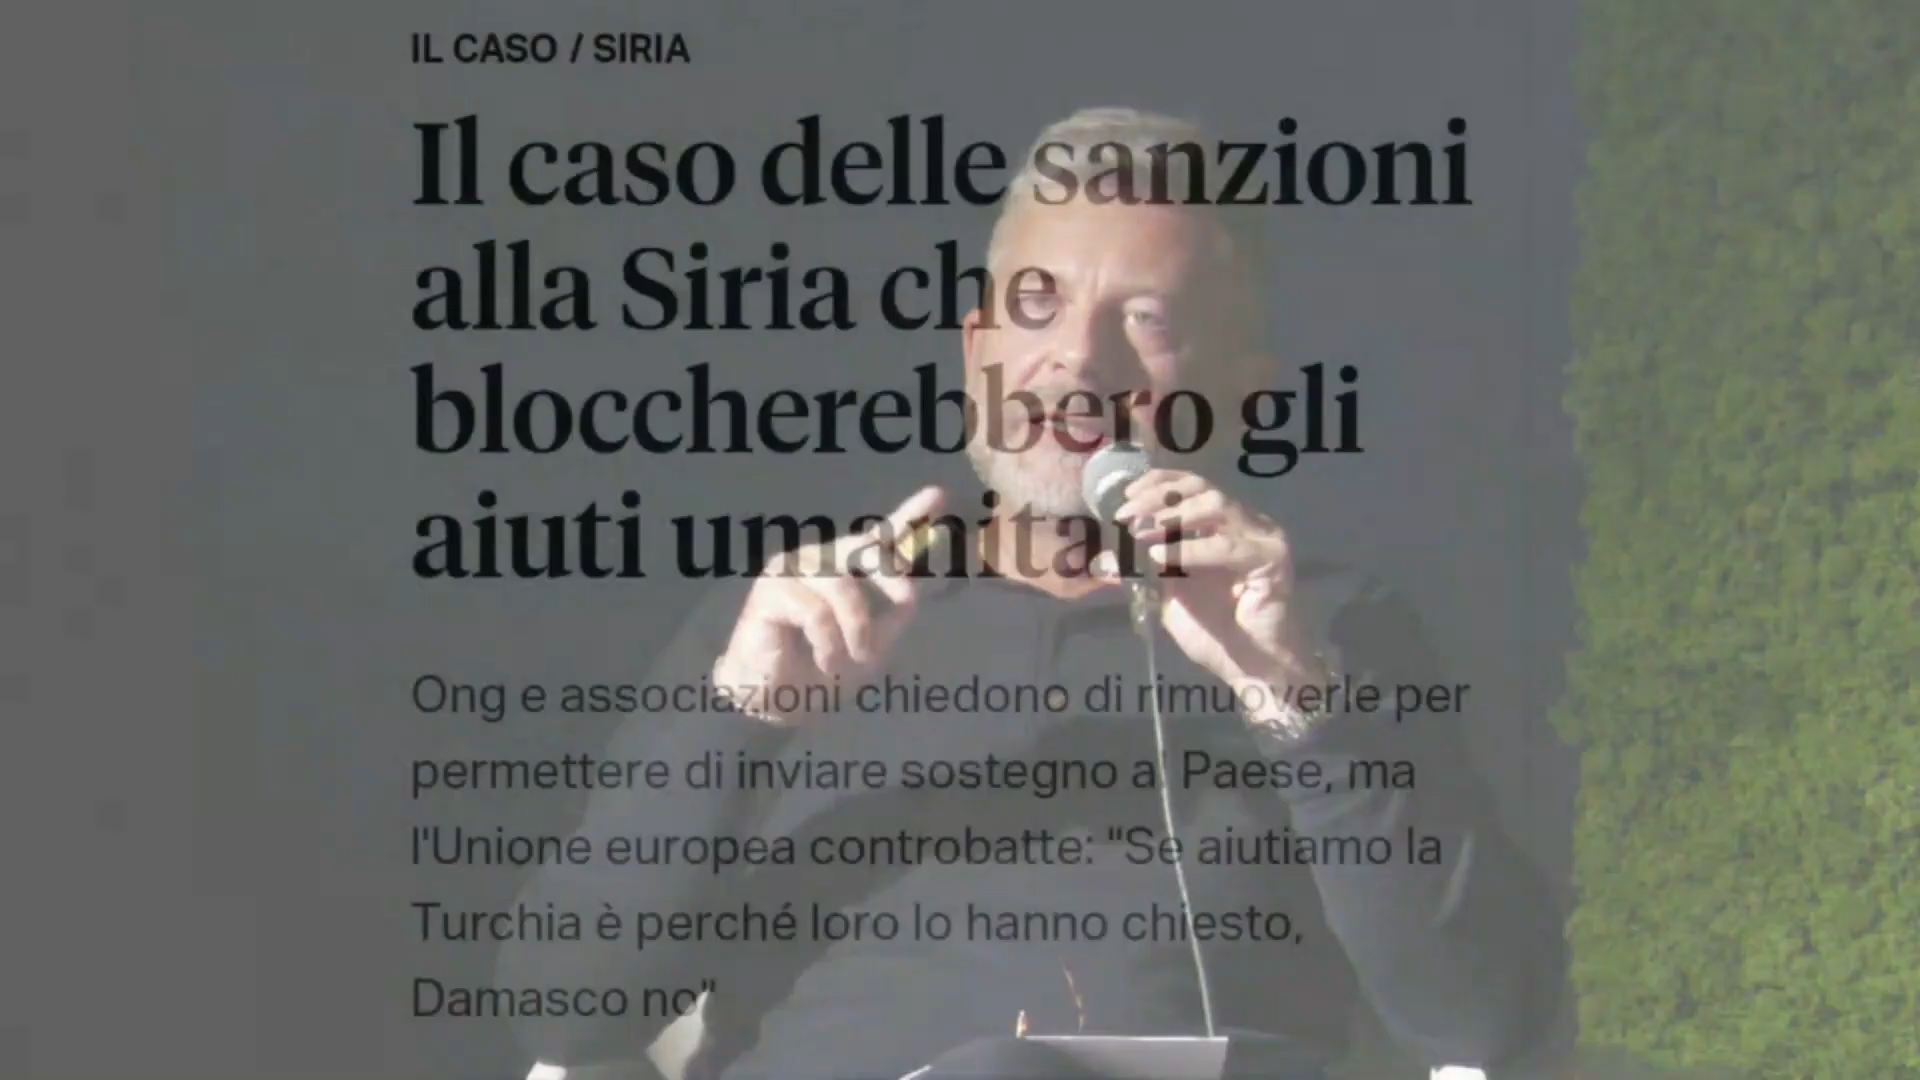 IL CASO / SIRIA
Il caso delle sanzioni
alla Siria che
bloccherebbero gli
aiuti umanitari
Ong e associazioni chiedono di rimuoverle per
permettere di inviare sostegno al Paese, ma
l'Unione europea controbatte: "Se aiutiamo la
Turchia è perché loro lo hanno chiesto,
Damasco no"